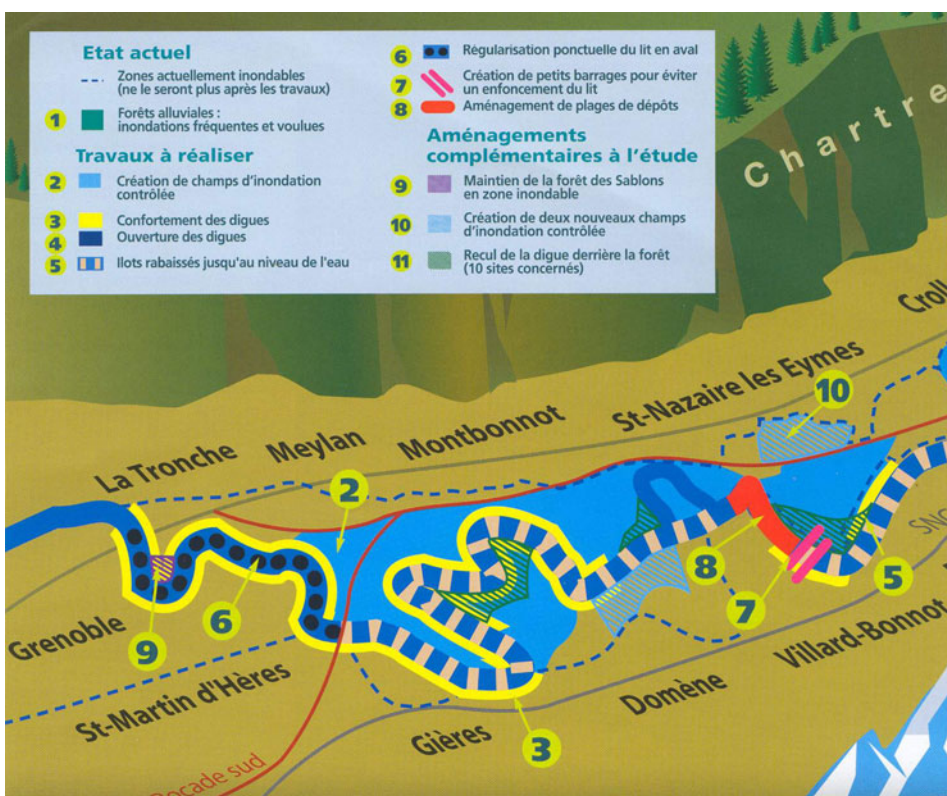 Etat actuel
Zones actuellement inondables
(ne le seront plus après les travaux)
1 Forêts alluviales :
inondations fréquentes et voulues
Travaux à réaliser
2 Création de champs d'inondation
contrôlée
3 Confortement des digues
4 Ouverture des digues
5 Ilots rabaissés jusqu'au niveau de l'eau
6 Régularisation ponctuelle du lit en aval
7 Création de petits barrages pour éviter
un enfoncement du lit
8 Aménagement de plages de dépôts
Aménagements
complémentaires à l'étude
9 Maintien de la forêt des Sablons
en zone inondable
10 Création de deux nouveaux champs
d'inondation contrôlée
11 Recul de la digue derrière la forêt
(10 sites concernés)
Chartre
Croll
St-Nazaire les Eymes
10
Montbonnot
Meylan
La Tronche
2
SNC
8
5
7
6
9
Grenoble
Villard-Bonnot
St-Martin d'Hères
Domène
Gières
3
Rocade sud